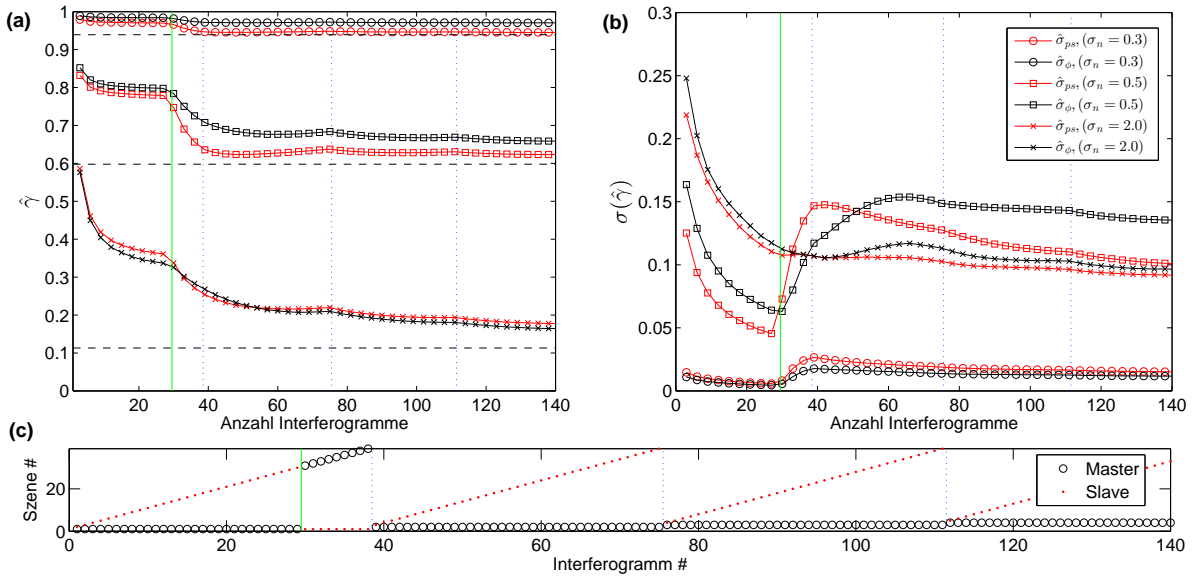 (a)
1
0.9
0.8
0.7
0.6
0.5
0.4
0.3
0.2
0.1
0
γ̂
20 40 60 80 100 120 140
Anzahl Interferogramme
(b)
0.3
0.25
0.2
0.15
0.1
0.05
0
σ(γ̂)
0 20 40 60 80 100 120 140
Anzahl Interferogramme
σ̂ps, (σn = 0.3)
σ̂ϕ, (σn = 0.3)
σ̂ps, (σn = 0.5)
σ̂ϕ, (σn = 0.5)
σ̂ps, (σn = 2.0)
σ̂ϕ, (σn = 2.0)
(c)
Szene #
20
0
0 20 40 60 80 100 120 140
Interferogramm #
Master
Slave